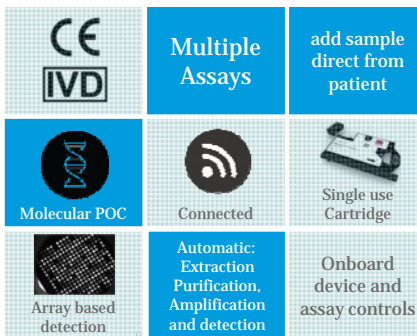 CE
IVD
Multiple
Assays
add sample
direct from
patient
Molecular POC
Connected
Single use
Cartridge
Array based
detection
Automatic:
Extraction
Purification,
Amplification
and detection
Onboard
device and
assay controls